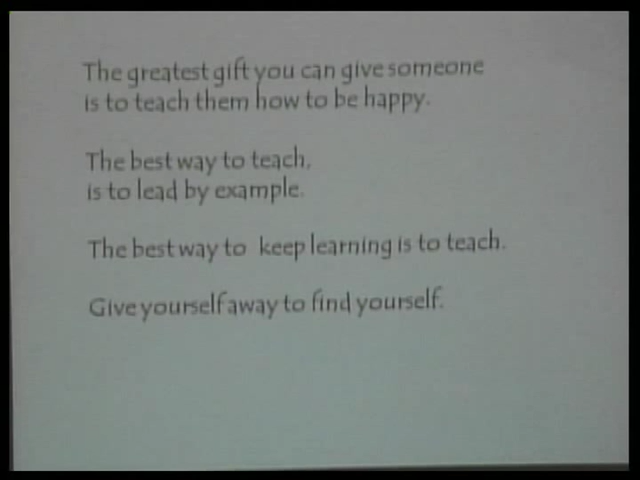 The greatest gift you can give someone
is to teach them how to be happy.
The best way to teach,
is to lead by example.
The best way to keep learning is to teach.
Give yourself away to find yourself.